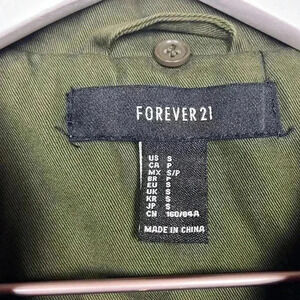 FOREVER 21
US S
CA P
MX S/P
BR P
EU S
UK S
KR S
JP S
CN 160/84A
MADE IN CHINA